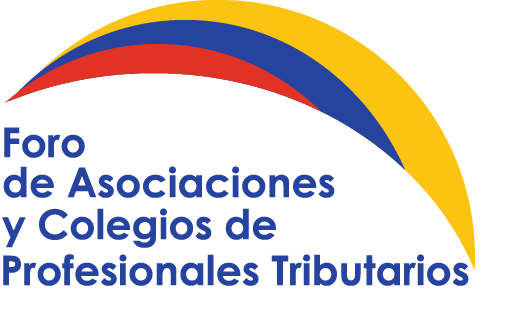 Foro
de Asociaciones
y Colegios de
Profesionales Tributarios